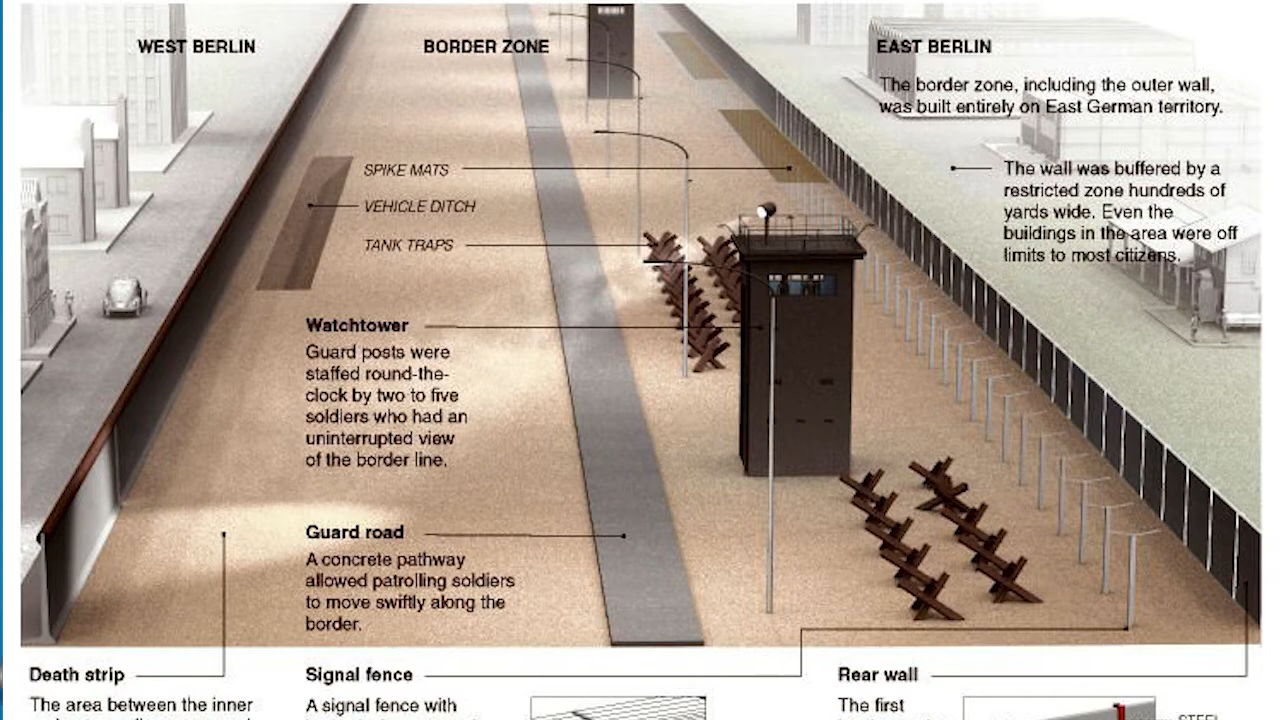 WEST BERLIN
BORDER ZONE
EAST BERLIN
The border zone, including the outer wall,
was built entirely on East German territory.
SPIKE MATS
VEHICLE DITCH
TANK TRAPS
The wall was buffered by a
restricted zone hundreds of
yards wide. Even the
buildings in the area were off
limits to most citizens.
Watchtower
Guard posts were
staffed round-the-
clock by two to five
soldiers who had an
uninterrupted view
of the border line.
Guard road
A concrete pathway
allowed patrolling soldiers
to move swiftly along the
border.
Death strip
The area between the inner
Signal fence
A signal fence with
Rear wall
The first
STEEL